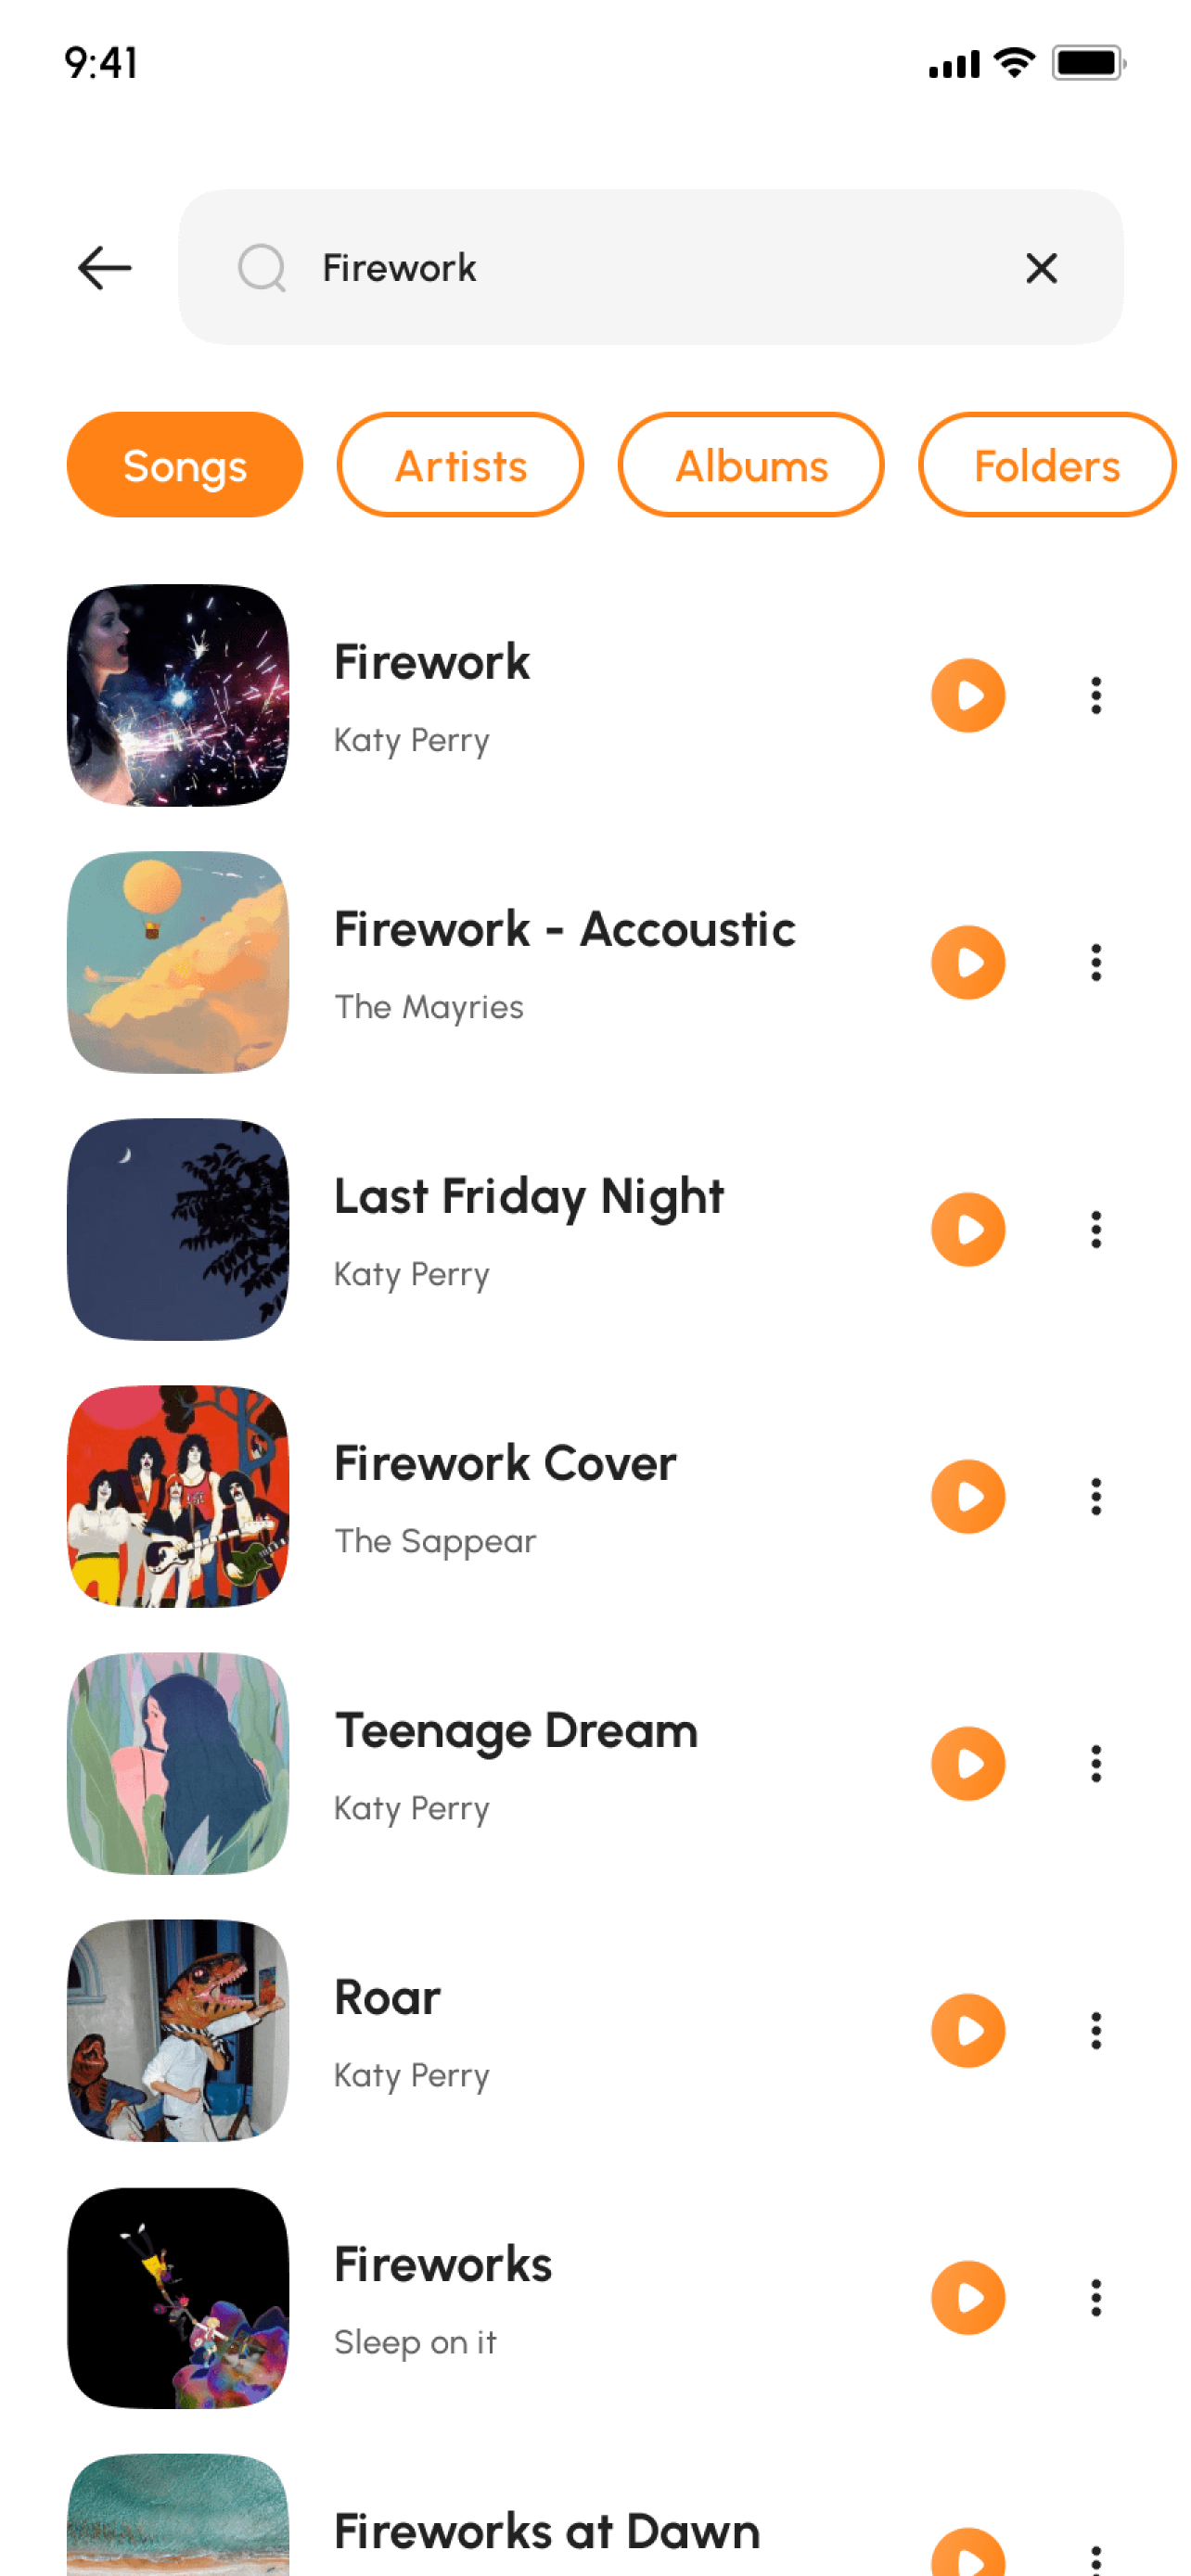 9:41
Firework
Songs Artists Albums Folders
Firework
Katy Perry
Firework - Accoustic
The Mayries
Last Friday Night
Katy Perry
Firework Cover
The Sappear
Teenage Dream
Katy Perry
Roar
Katy Perry
Fireworks
Sleep on it
Fireworks at Dawn